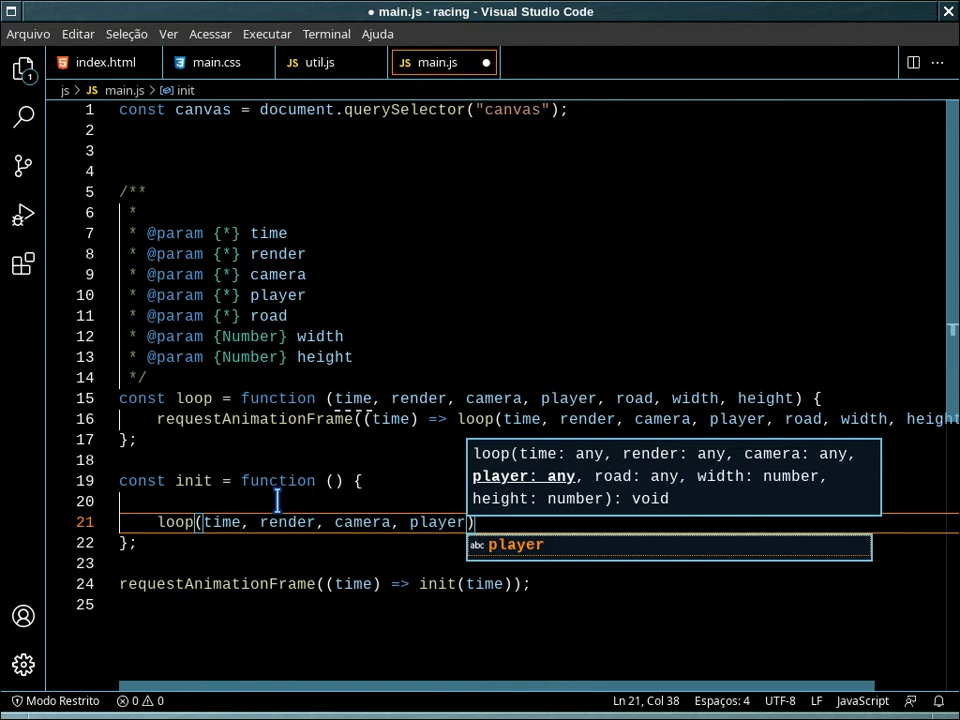 ● main.js - racing - Visual Studio Code
Arquivo Editar Seleção Ver Acessar Executar Terminal Ajuda
index.html main.css JS util.js JS main.js
js > JS main.js > init
1 const canvas = document.querySelector("canvas");
2
3
4
5 /**
6 *
7 * @param {*} time
8 * @param {*} render
9 * @param {*} camera
10 * @param {*} player
11 * @param {*} road
12 * @param {Number} width
13 * @param {Number} height
14 */
15 const loop = function (time, render, camera, player, road, width, height) {
16 requestAnimationFrame((time) => loop(time, render, camera, player, road, width, height
17 };
18
loop(time: any, render: any, camera: any,
player: any, road: any, width: number,
height: number): void
19 const init = function () {
20
21 loop(time, render, camera, player)
abc player
22 };
23
24 requestAnimationFrame((time) => init(time));
25
Modo Restrito 0 0 Ln 21, Col 38 Espaços: 4 UTF-8 LF JavaScript